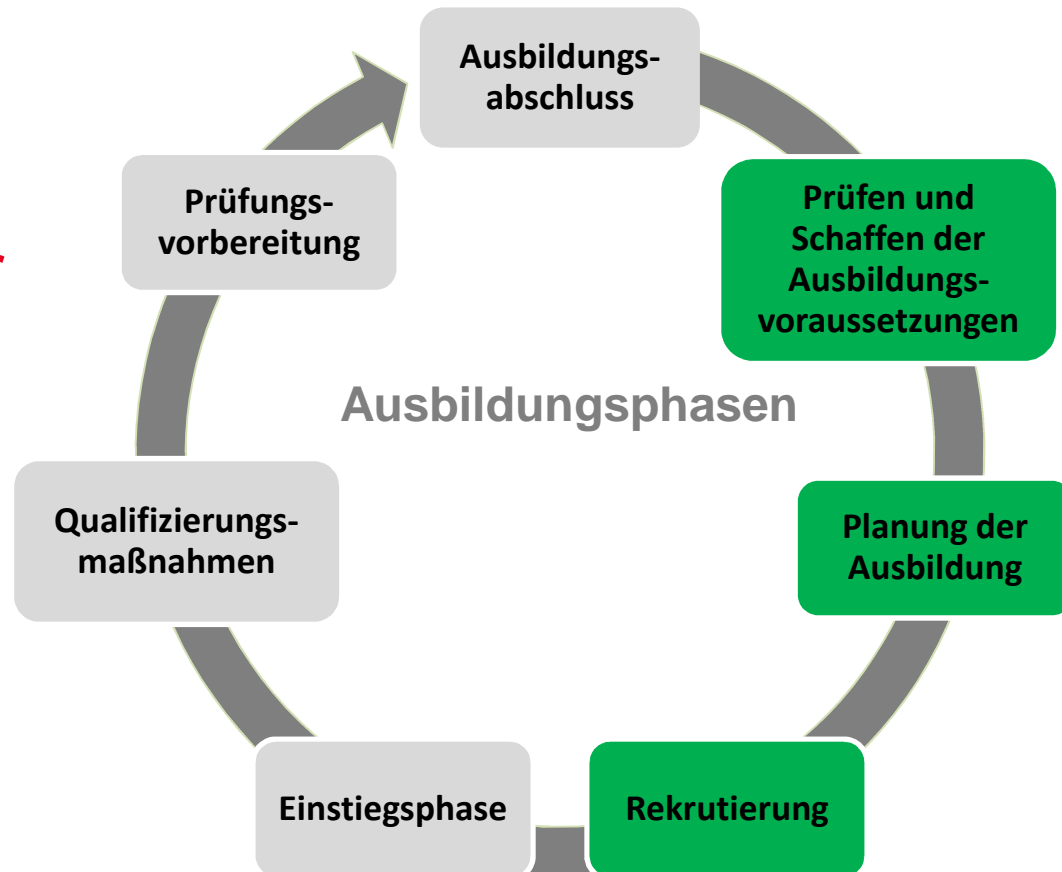 Ausbildungs-
abschluss
Prüfen und
Schaffen der
Ausbildungs-
voraussetzungen
Planung der
Ausbildung
Rekrutierung
Einstiegsphase
Qualifizierungs-
maßnahmen
Prüfungs-
vorbereitung
Ausbildungsphasen